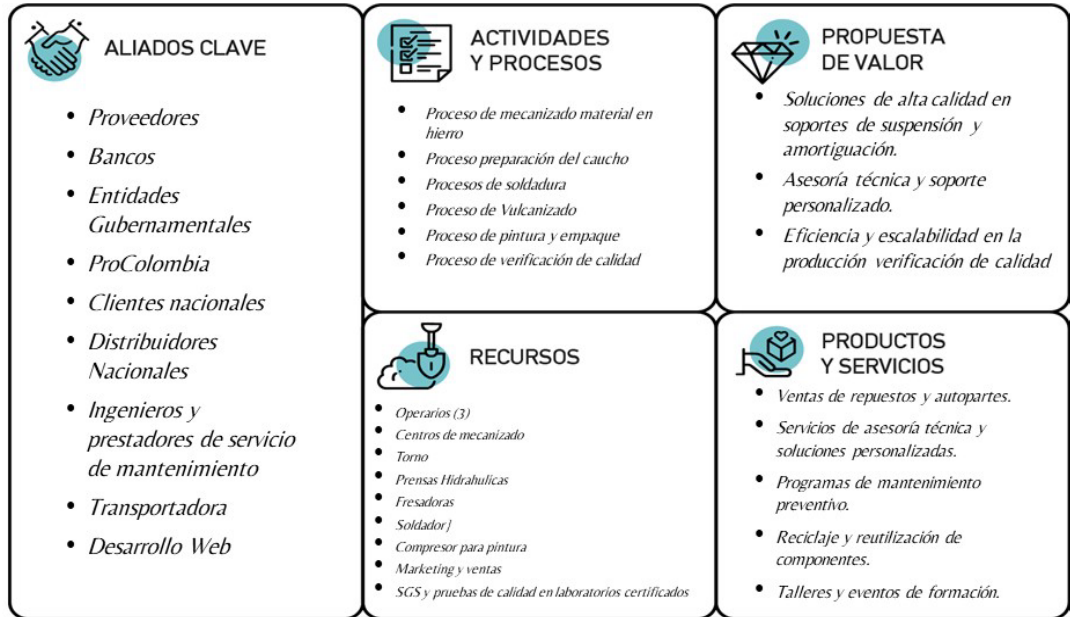 ALIADOS CLAVE
• Proveedores
• Bancos
• Entidades
Gubernamentales
• ProColombia
• Clientes nacionales
• Distribuidores
Nacionales
• Ingenieros y
prestadores de servicio
de mantenimiento
• Transportadora
• Desarrollo Web
ACTIVIDADES
Y PROCESOS
• Proceso de mecanizado material en
hierro
• Proceso preparación del caucho
• Procesos de soldadura
• Proceso de Vulcanizado
• Proceso de pintura y empaque
• Proceso de verificación de calidad
RECURSOS
• Operarios (3)
• Centros de mecanizado
• Torno
• Prensas Hidrahulicas
• Fresadoras
• Soldador}
• Compresor para pintura
• Marketing y ventas
• SGS y pruebas de calidad en laboratorios certificados
PROPUESTA
DE VALOR
• Soluciones de alta calidad en
soportes de suspensión y
amortiguación.
• Asesoría técnica y soporte
personalizado.
• Eficiencia y escalabilidad en la
producción verificación de calidad
PRODUCTOS
Y SERVICIOS
• Ventas de repuestos y autopartes.
• Servicios de asesoría técnica y
soluciones personalizadas.
• Programas de mantenimiento
preventivo.
• Reciclaje y reutilización de
componentes.
• Talleres y eventos de formación.